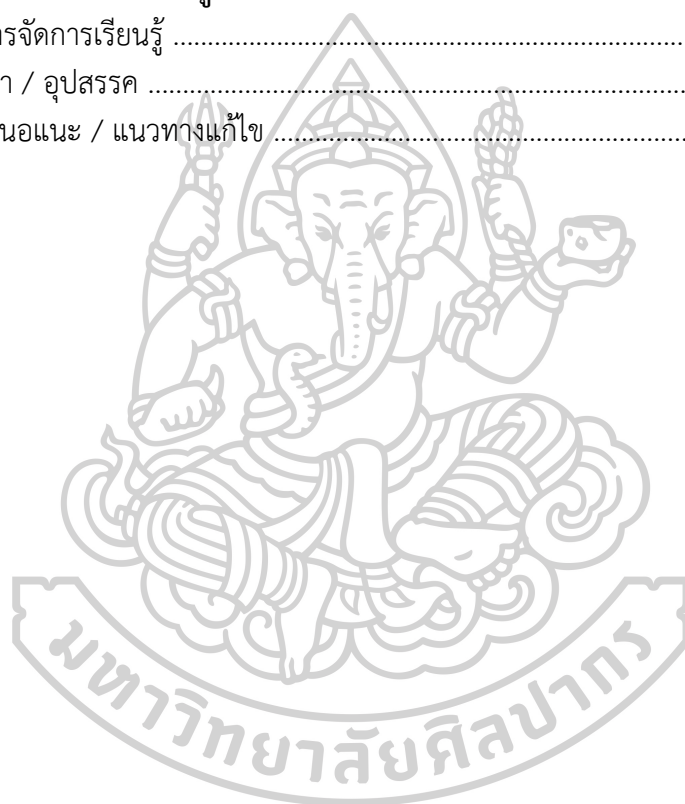 รจัดการเรียนรู้ ................................................................................
า / อุปสรรค ...................................................................................
นอแนะ / แนวทางแก้ไข ................................................................
มหาวิทยาลัยศิลปากร